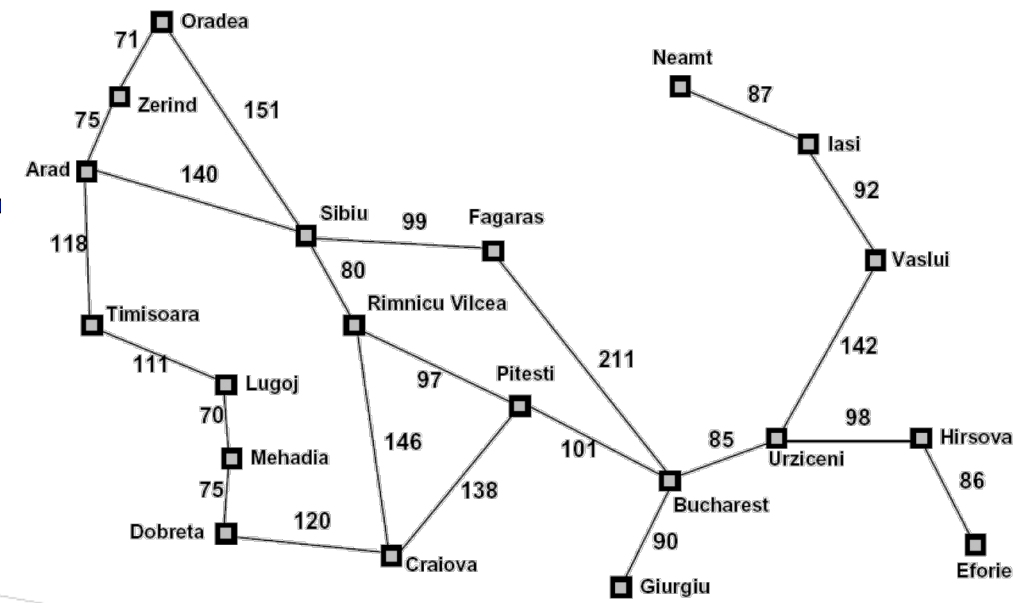 Oradea
71
Neamt
87
Zerind
151
75
Iasi
Arad
140
92
Sibiu
99
Fagaras
118
80
Vaslui
Timisoara
Rimnicu Vilcea
142
111
97
Pitesti
211
Lugoj
70
146
101
85
98
Hirsova
Mehadia
Urziceni
75
138
86
Bucharest
Dobreta
120
90
Craiova
Eforie
Giurgiu